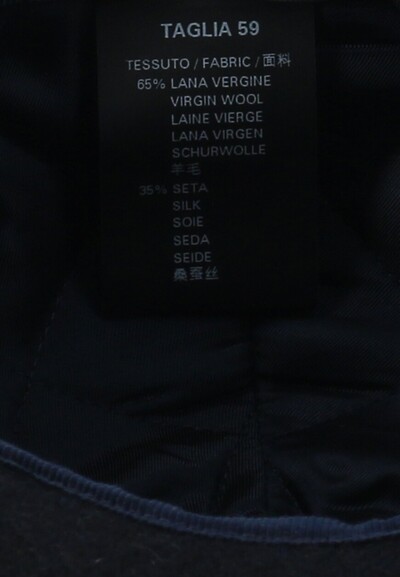 TAGLIA 59
TESSUTO / FABRIC / 面料
65% LANA VERGINE
VIRGIN WOOL
LAINE VIERGE
LANA VIRGEN
SCHURWOLLE
羊毛
35% SETA
SILK
SOIE
SEDA
SEIDE
桑蚕丝